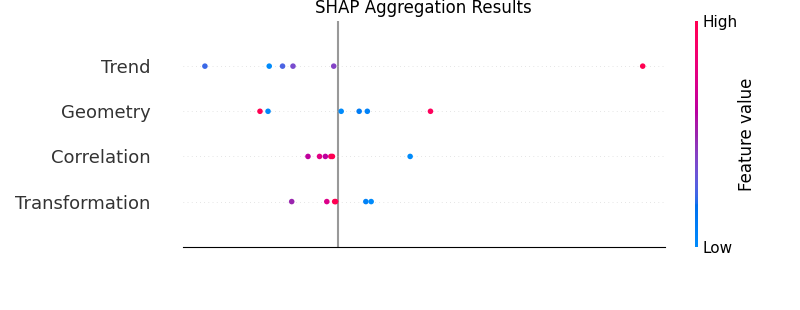 SHAP Aggregation Results
High
Trend
Geometry
Feature value
Correlation
Transformation
Low